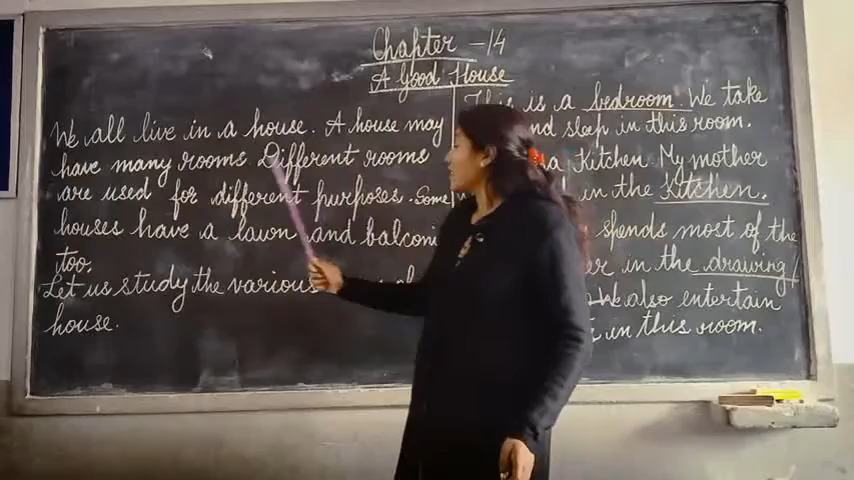 Chapter - 14
A Good House
We all live in a house. A house may
have many rooms Different rooms
are used for different purposes. Some
houses have a lawn and balconi
too.
Let us study the various
house.
This is a bedroom. We take
and sleep in this room.
a Kitchen. My mother
in the Kitchen.
spends most of the
in the drawing
also entertain
in this room.